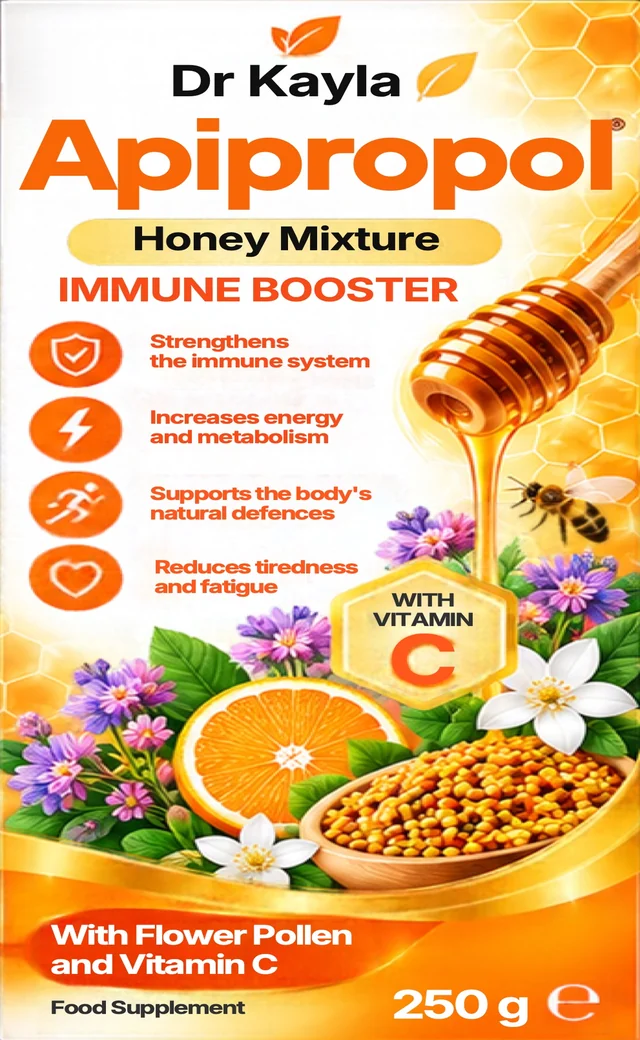 Dr Kayla
Apipropol®
Honey Mixture
IMMUNE BOOSTER
Strengthens
the immune system
Increases energy
and metabolism
Supports the body's
natural defences
Reduces tiredness
and fatigue
WITH
VITAMIN
C
With Flower Pollen
and Vitamin C
Food Supplement
250 g ℮